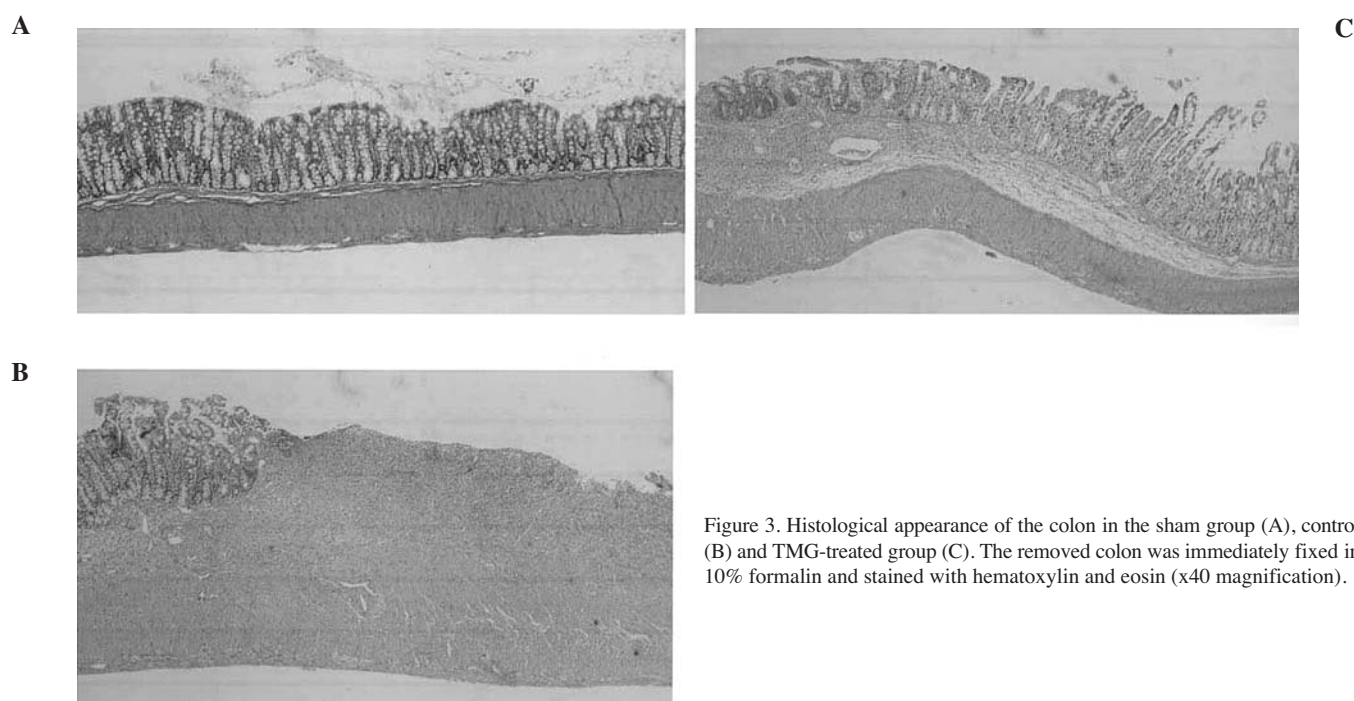 A
C
B
Figure 3. Histological appearance of the colon in the sham group (A), contro
(B) and TMG-treated group (C). The removed colon was immediately fixed in
10% formalin and stained with hematoxylin and eosin (x40 magnification).